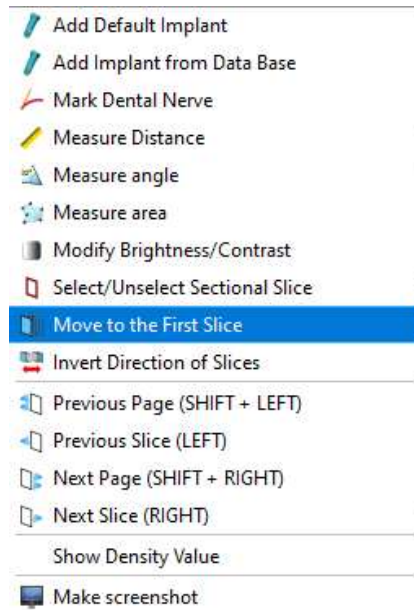 Add Default Implant
Add Implant from Data Base
Mark Dental Nerve
Measure Distance
Measure angle
Measure area
Modify Brightness/Contrast
Select/Unselect Sectional Slice
Move to the First Slice
Invert Direction of Slices
Previous Page (SHIFT + LEFT)
Previous Slice (LEFT)
Next Page (SHIFT + RIGHT)
Next Slice (RIGHT)
Show Density Value
Make screenshot